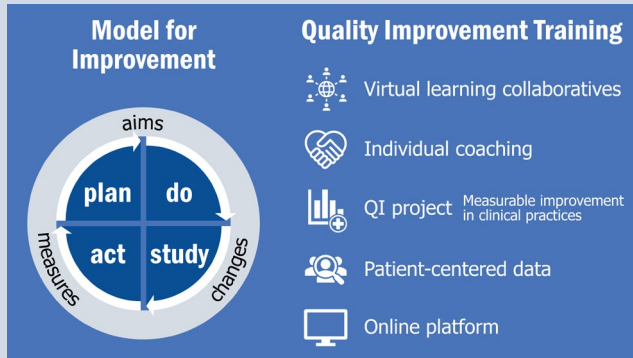 Model for
Improvement
aims
plan
do
act
study
measures
changes
Quality Improvement Training
Virtual learning collaboratives
Individual coaching
QI project Measurable improvement
in clinical practices
Patient-centered data
Online platform